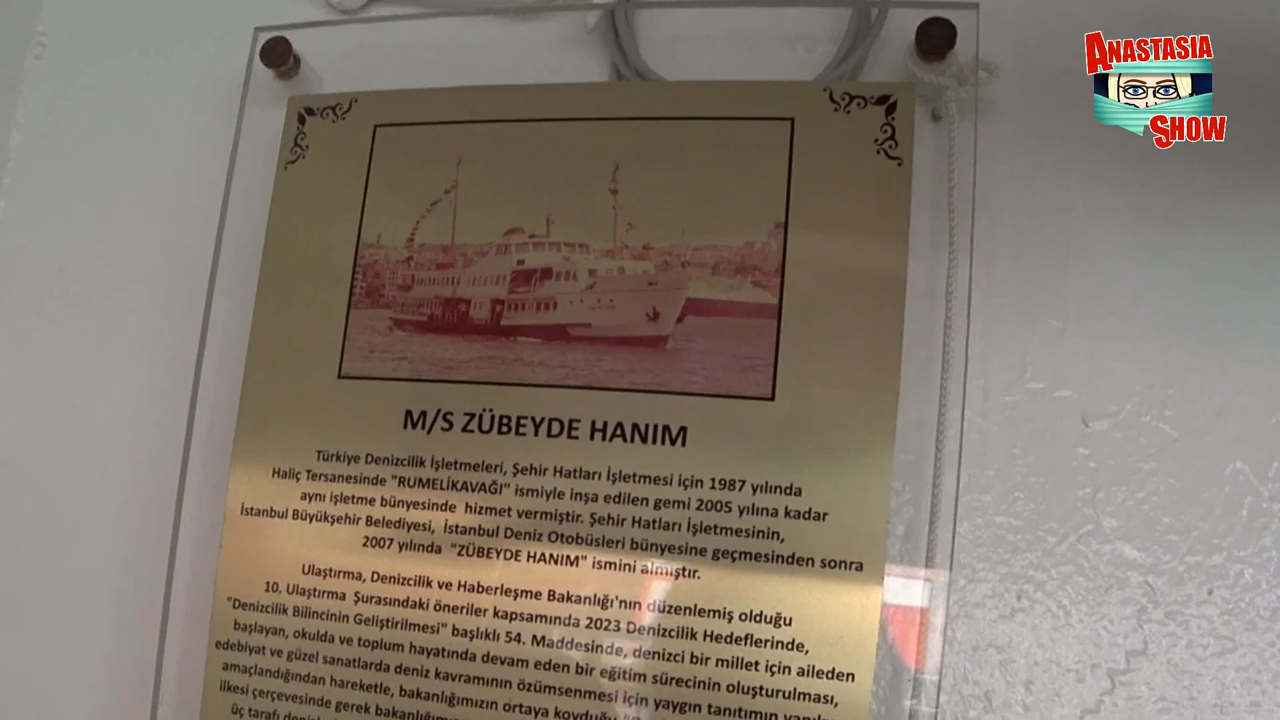 ANASTASIA
SHOW
M/S ZÜBEYDE HANIM
Türkiye Denizcilik İşletmeleri, Şehir Hatları İşletmesi için 1987 yılında
Haliç Tersanesinde "RUMELİKAVAĞI" ismiyle inşa edilen gemi 2005 yılına kadar
aynı işletme bünyesinde hizmet vermiştir. Şehir Hatları İşletmesinin,
İstanbul Büyükşehir Belediyesi, İstanbul Deniz Otobüsleri bünyesine geçmesinden sonra
2007 yılında "ZÜBEYDE HANIM" ismini almıştır.
Ulaştırma, Denizcilik ve Haberleşme Bakanlığı'nın düzenlemiş olduğu
10. Ulaştırma Şurasındaki öneriler kapsamında 2023 Denizcilik Hedeflerinde,
"Denizcilik Bilincinin Geliştirilmesi" başlıklı 54. Maddesinde, denizci bir millet için aileden
başlayan, okulda ve toplum hayatında devam eden bir eğitim sürecinin oluşturulması,
edebiyat ve güzel sanatlarda deniz kavramının özümsenmesi için yaygın tanıtımın
amaçlandığından hareketle, bakanlığımızın ortaya koyduğu
ilkesi çerçevesinde gerek
üç tarafı